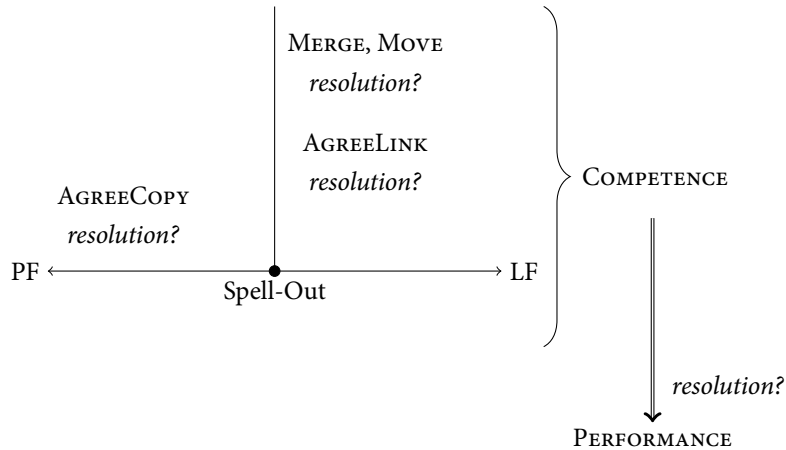 Merge, Move
resolution?
AgreeLink
resolution?
AgreeCopy
resolution?
Competence
PF
LF
Spell-Out
resolution?
Performance